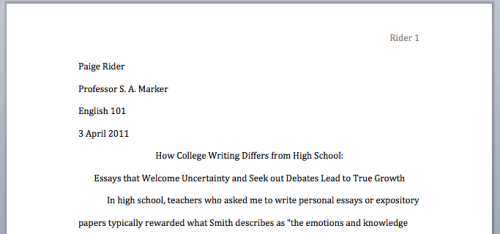 Rider 1
Paige Rider
Professor S. A. Marker
English 101
3 April 2011
How College Writing Differs from High School:
Essays that Welcome Uncertainty and Seek out Debates Lead to True Growth
In high school, teachers who asked me to write personal essays or expository
papers typically rewarded what Smith describes as "the emotions and knowledge